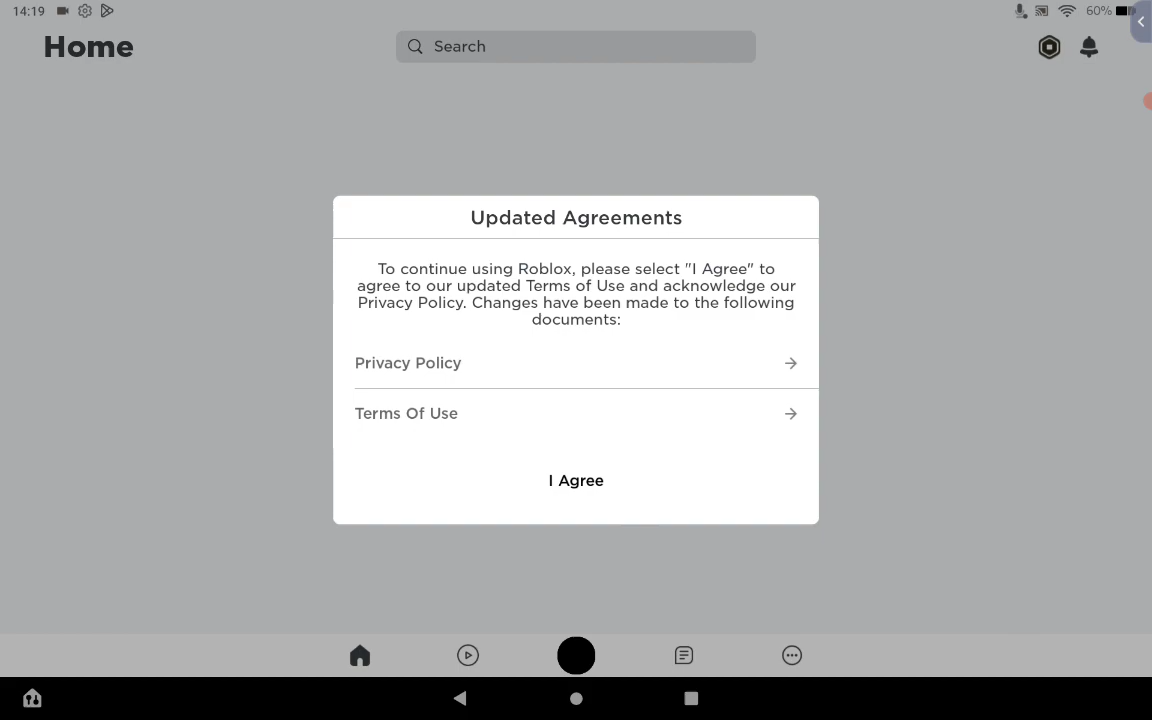 14:19
60%
Home
Search
Updated Agreements
To continue using Roblox, please select "I Agree" to
agree to our updated Terms of Use and acknowledge our
Privacy Policy. Changes have been made to the following
documents:
Privacy Policy
Terms Of Use
I Agree